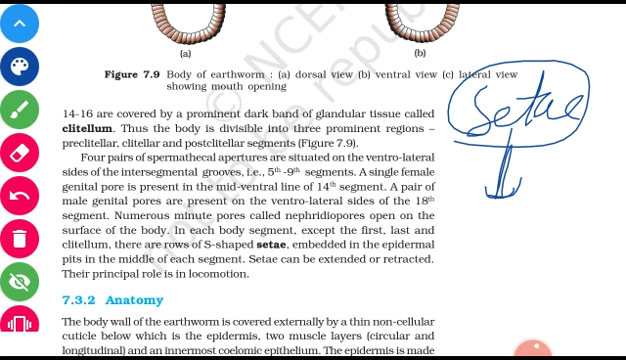 (a)
(b)
Figure 7.9 Body of earthworm : (a) dorsal view (b) ventral view (c) lateral view
showing mouth opening
setae
14-16 are covered by a prominent dark band of glandular tissue called
clitellum. Thus the body is divisible into three prominent regions –
preclitellar, clitellar and postclitellar segments (Figure 7.9).
Four pairs of spermathecal apertures are situated on the ventro-lateral
sides of the intersegmental grooves, i.e., 5th -9th segments. A single female
genital pore is present in the mid-ventral line of 14th segment. A pair of
male genital pores are present on the ventro-lateral sides of the 18th
segment. Numerous minute pores called nephridiopores open on the
surface of the body. In each body segment, except the first, last and
clitellum, there are rows of S-shaped setae, embedded in the epidermal
pits in the middle of each segment. Setae can be extended or retracted.
Their principal role is in locomotion.
7.3.2 Anatomy
The body wall of the earthworm is covered externally by a thin non-cellular
cuticle below which is the epidermis, two muscle layers (circular and
longitudinal) and an innermost coelomic epithelium. The epidermis is made